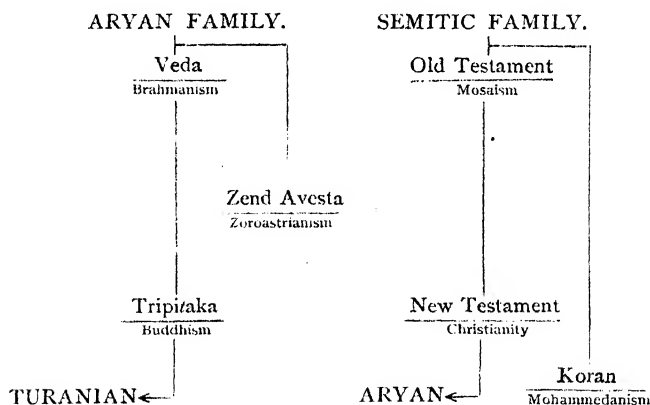 ARYAN FAMILY.
SEMITIC FAMILY.
Veda
Brahmanism
Old Testament
Mosaism
Zend Avesta
Zoroastrianism
Tripitaka
Buddhism
New Testament
Christianity
TURANIAN
ARYAN
Koran
Mohammedanism